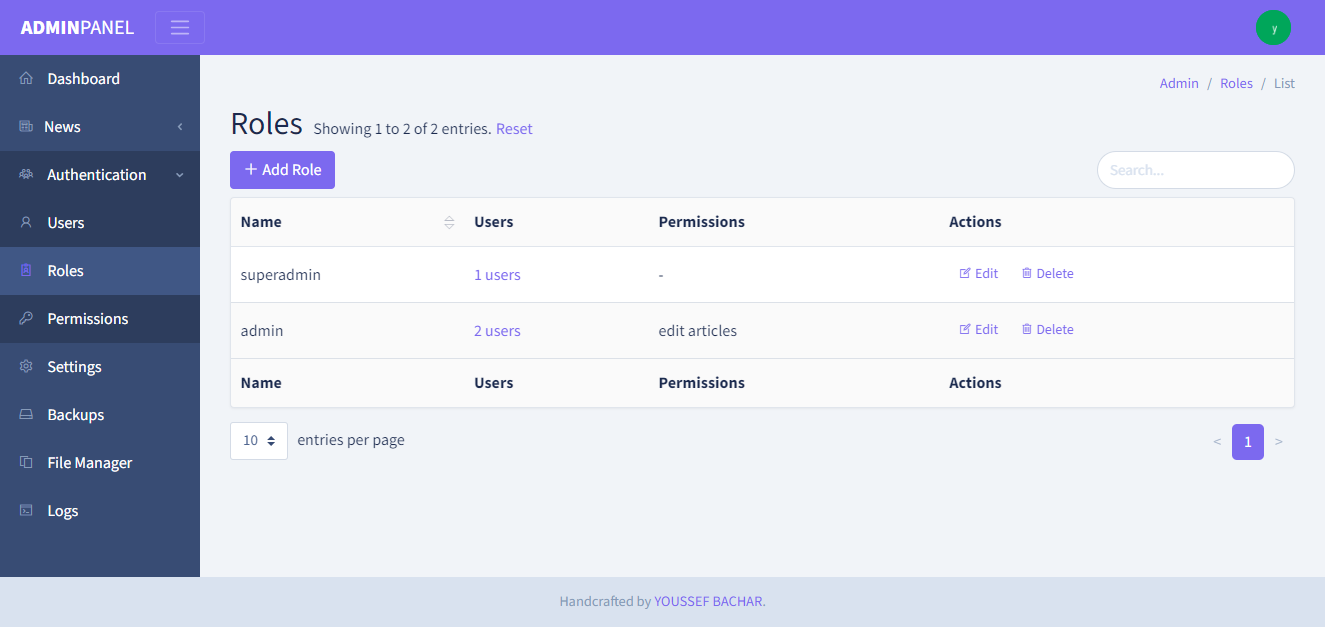 ADMINPANEL
y
Dashboard
News
Authentication
Users
Roles
Permissions
Settings
Backups
File Manager
Logs
Admin / Roles / List
Roles Showing 1 to 2 of 2 entries. Reset
+ Add Role
Search...
Name Users Permissions Actions
superadmin 1 users - Edit Delete
admin 2 users edit articles Edit Delete
Name Users Permissions Actions
10 entries per page
< 1 >
Handcrafted by YOUSSEF BACHAR.